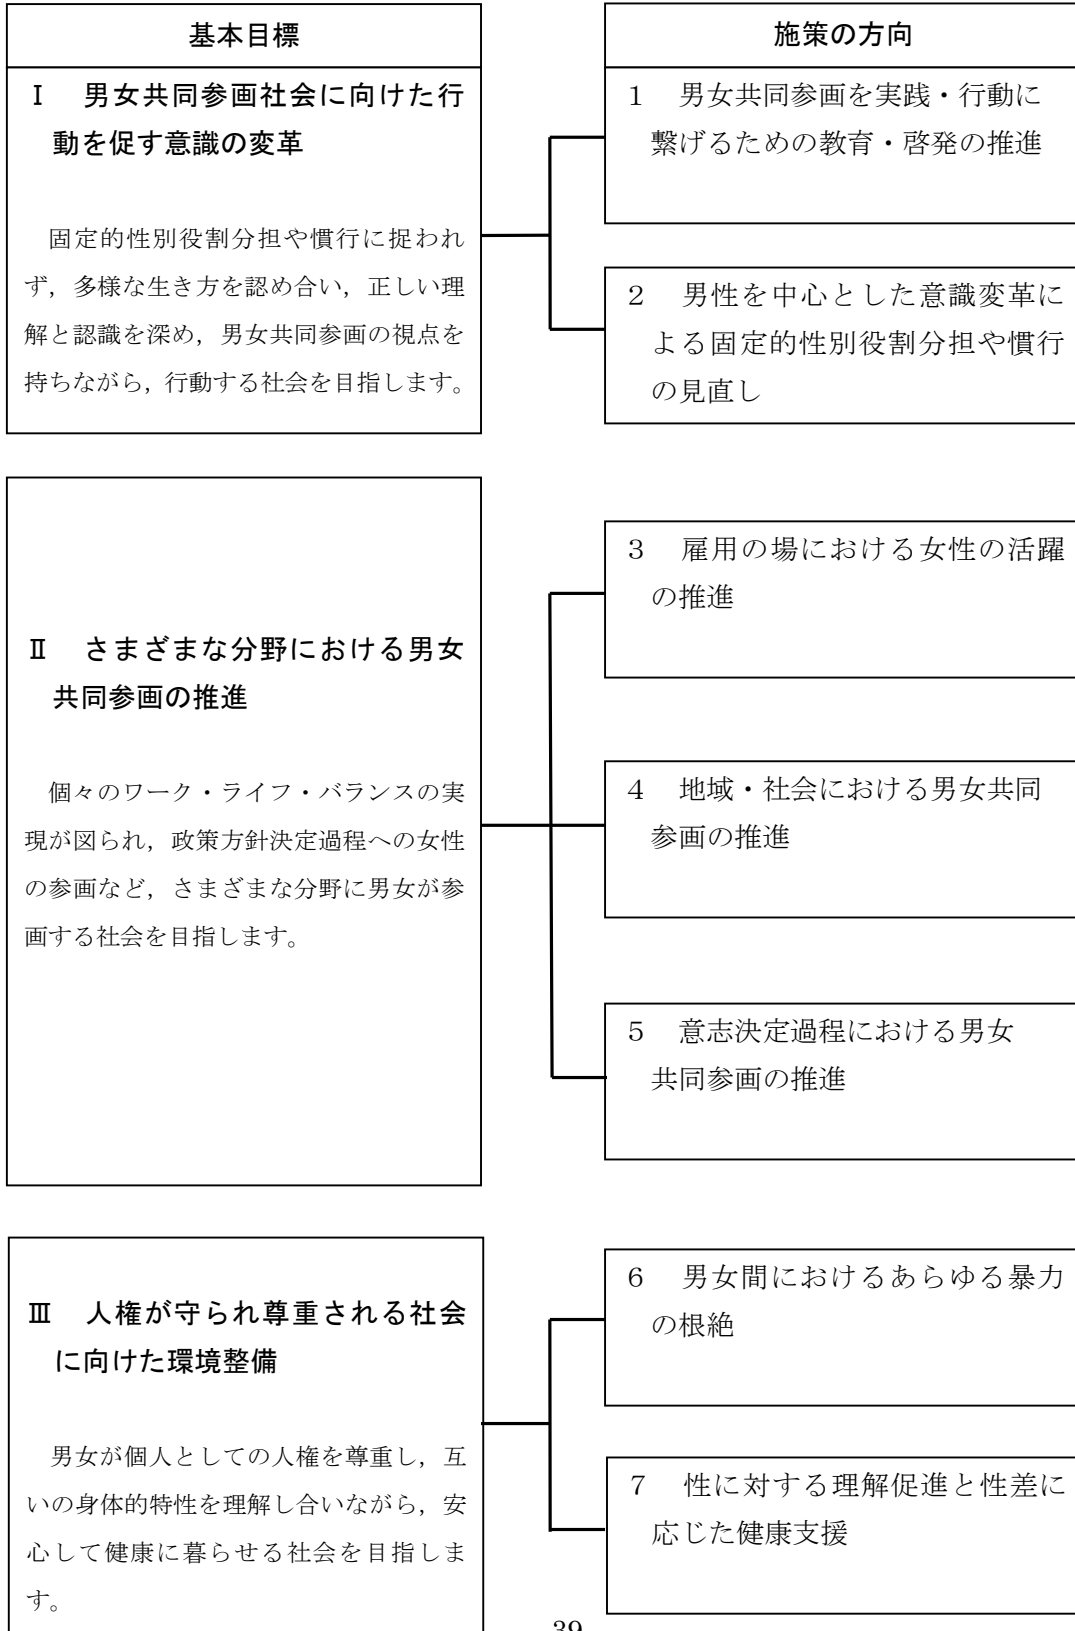 基本目標
Ⅰ　男女共同参画社会に向けた行
動を促す意識の変革
固定的性別役割分担や慣行に捉われ
ず，多様な生き方を認め合い，正しい理
解と認識を深め，男女共同参画の視点を
持ちながら，行動する社会を目指します。
施策の方向
１　男女共同参画を実践・行動に
繋げるための教育・啓発の推進
２　男性を中心とした意識変革に
よる固定的性別役割分担や慣行
の見直し
Ⅱ　さまざまな分野における男女
共同参画の推進
個々のワーク・ライフ・バランスの実
現が図られ，政策方針決定過程への女性
の参画など，さまざまな分野に男女が参
画する社会を目指します。
３　雇用の場における女性の活躍
の推進
４　地域・社会における男女共同
参画の推進
５　意志決定過程における男女
共同参画の推進
Ⅲ　人権が守られ尊重される社会
に向けた環境整備
男女が個人としての人権を尊重し，互
いの身体的特性を理解し合いながら，安
心して健康に暮らせる社会を目指しま
す。
６　男女間におけるあらゆる暴力
の根絶
７　性に対する理解促進と性差に
応じた健康支援
39